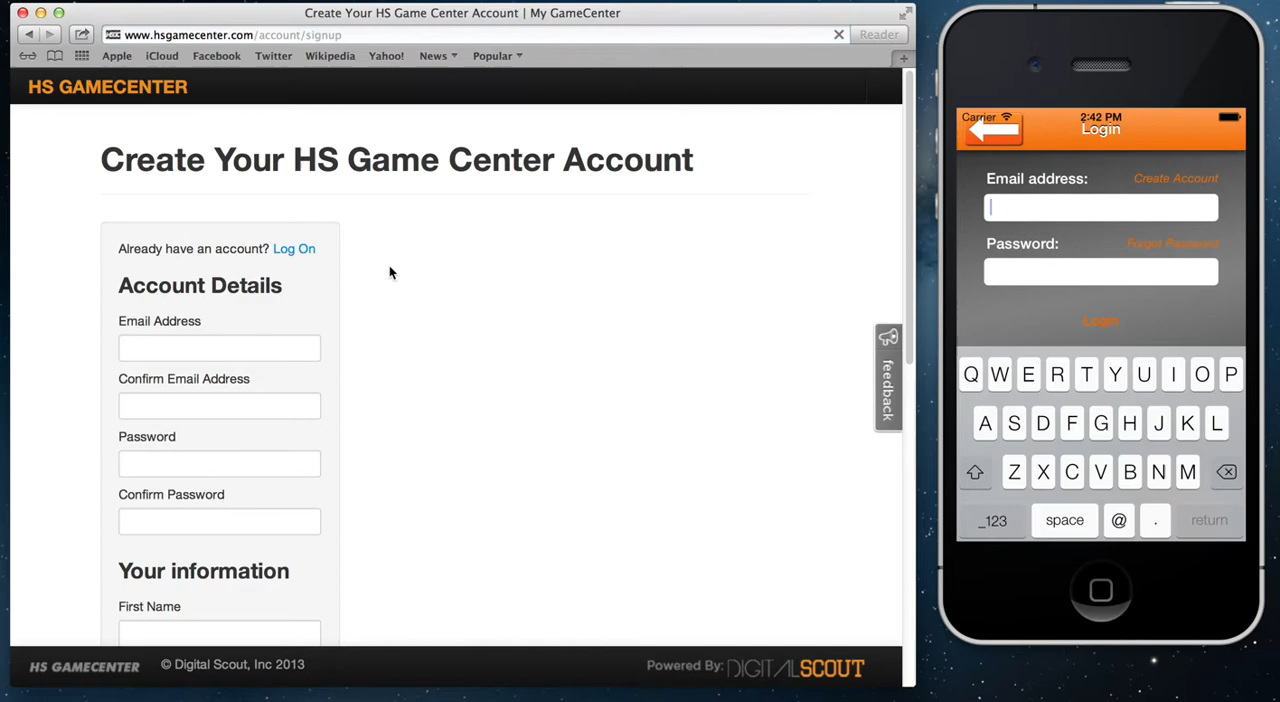 Create Your HS Game Center Account | My GameCenter
www.hsgamecenter.com/account/signup
Reader
Apple iCloud Facebook Twitter Wikipedia Yahoo! News Popular
HS GAMECENTER
Create Your HS Game Center Account
Already have an account? Log On
Account Details
Email Address
Confirm Email Address
Password
Confirm Password
Your information
First Name
feedback
HS GAMECENTER © Digital Scout, Inc 2013 Powered By: DIGITALSCOUT
Carrier 2:42 PM
Login
Email address: Create Account
Password: Forgot Password
Login
Q W E R T Y U I O P
A S D F G H J K L
Z X C V B N M
_123 space @ . return